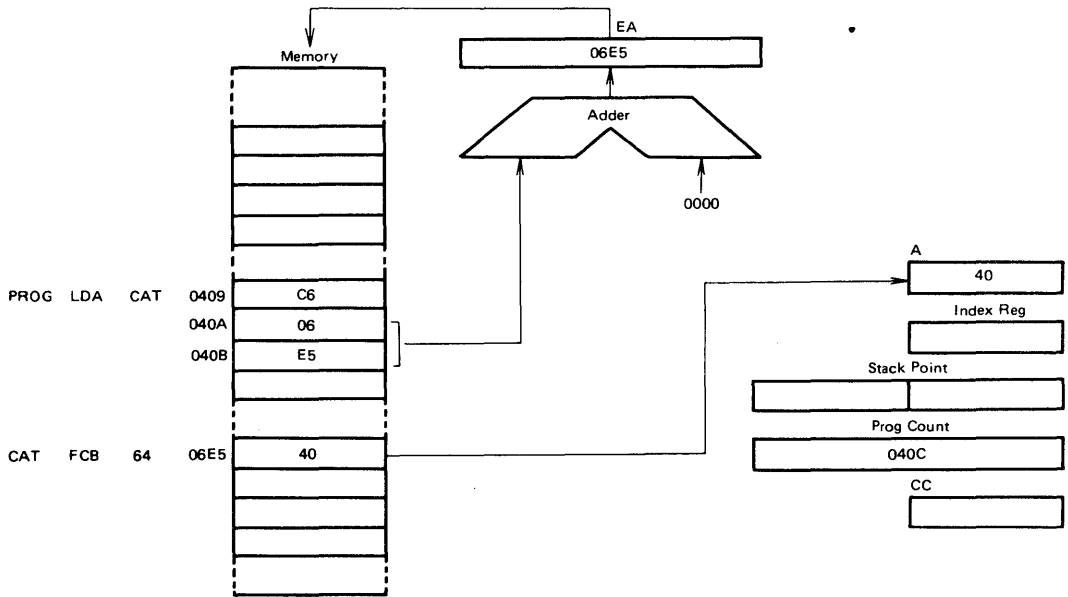 EA
06E5
Memory
Adder
0000
A
40
PROG LDA CAT 0409 C6
Index Reg
040A 06
040B E5
Stack Point
Prog Count
040C
CAT FCB 64 06E5 40
CC